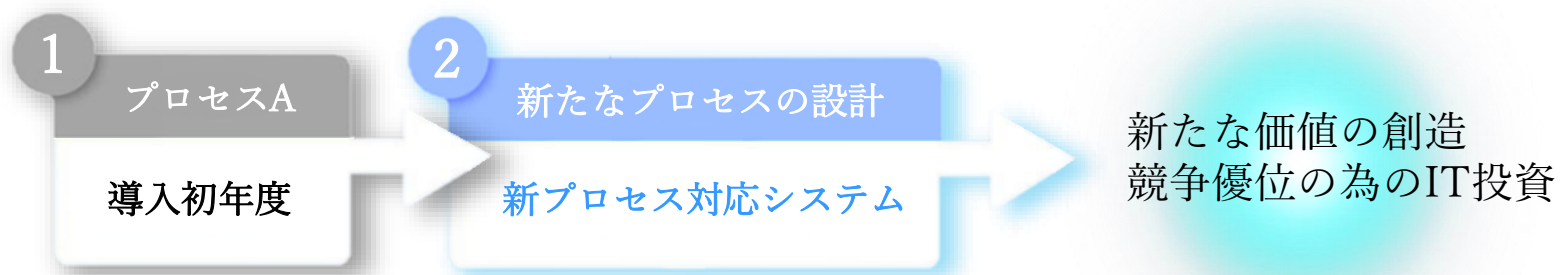 1
プロセスA
導入初年度
2
新たなプロセスの設計
新プロセス対応システム
新たな価値の創造
競争優位の為のIT投資